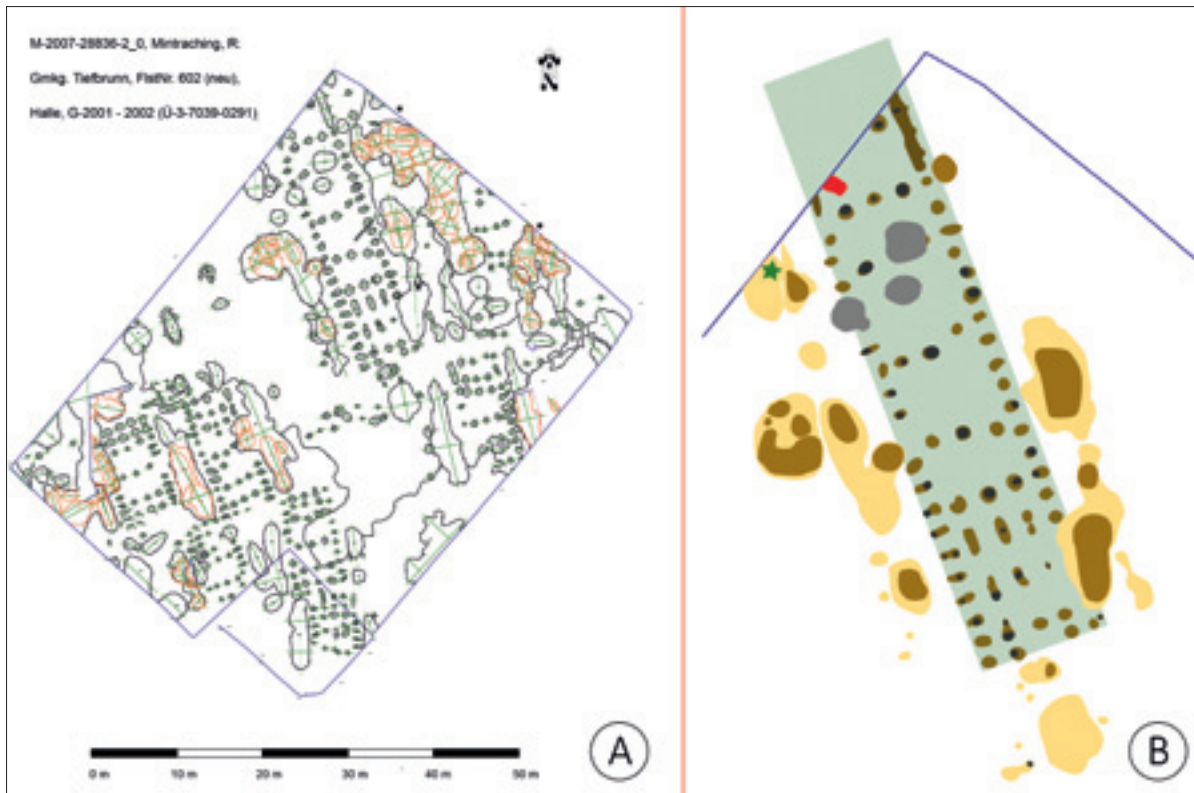 M-2007-28836-2_0, Mintraching, R:
Gmkg. Tiefbrunn, FlstNr. 602 (neu),
Halle, G-2001 - 2002 (Ü-3-7039-0291)
N
0 m 10 m 20 m 30 m 40 m 50 m
A
B